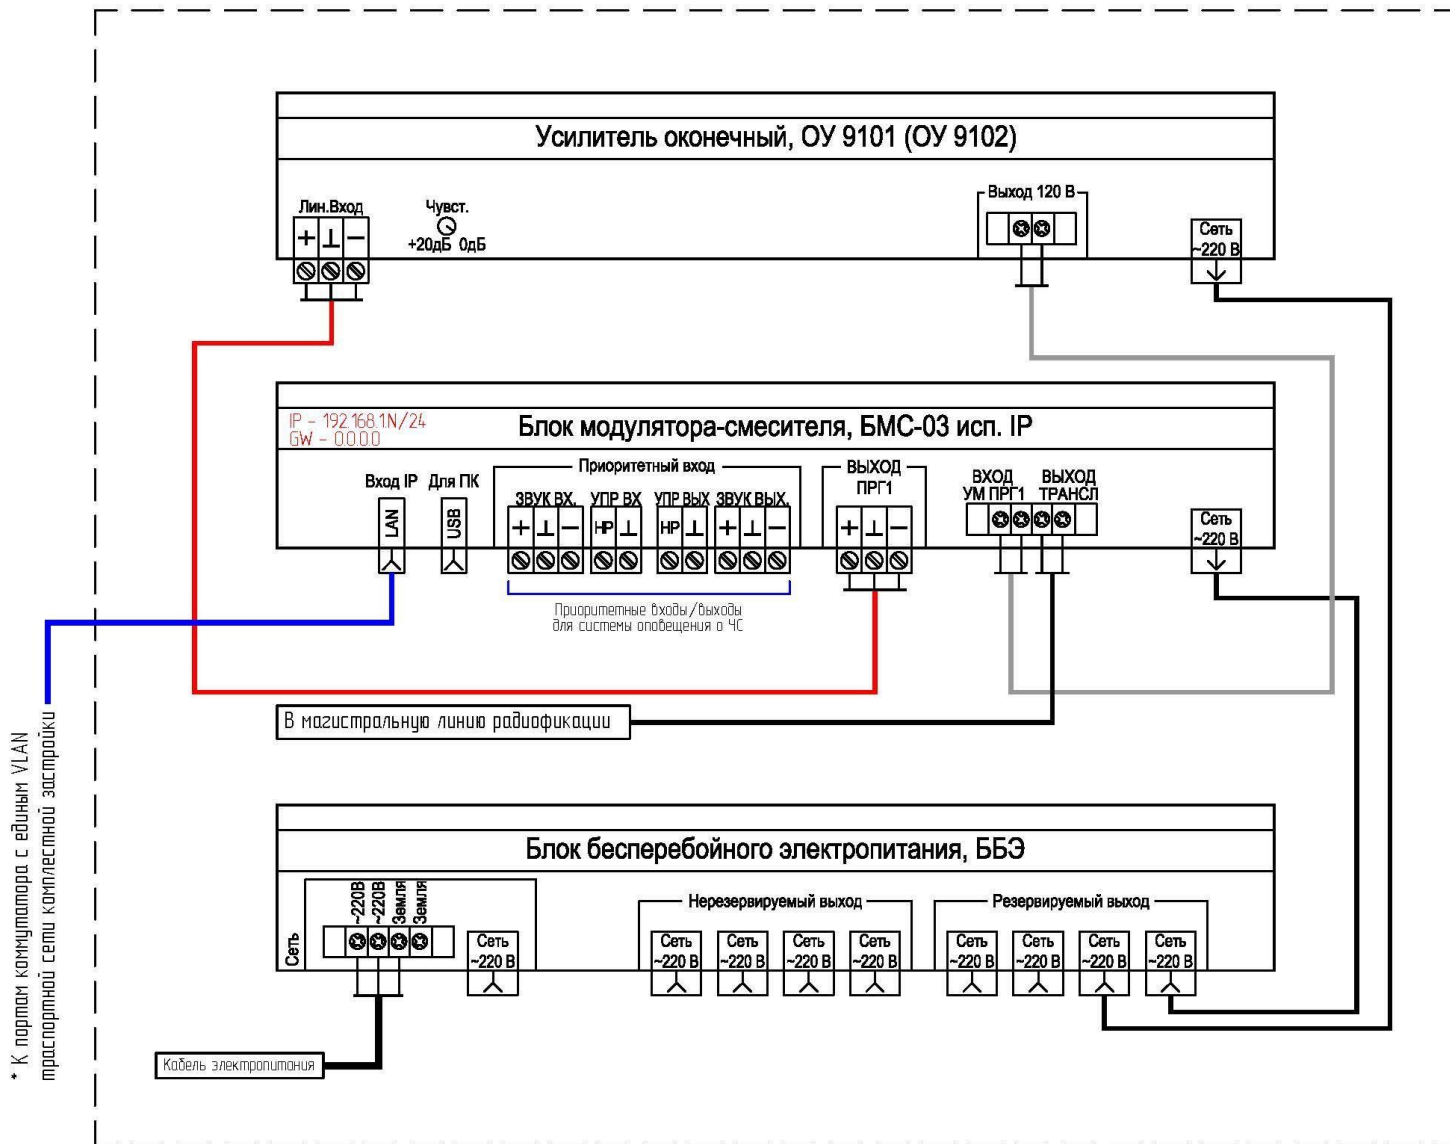 Усилитель оконечный, ОУ 9101 (ОУ 9102)
Лин.Вход
+ ⊥ −
Чувст.
+20дБ 0дБ
Выход 120 В
Сеть
~220 В
IP - 192.168.1.N/24
GW - 0.0.0.0
Блок модулятора-смесителя, БМС-03 исп. IP
Вход IP
LAN
Для ПК
USB
Приоритетный вход
ЗВУК ВХ.
+ ⊥ −
УПР ВХ
НР ⊥
УПР ВЫХ
НР ⊥
ЗВУК ВЫХ.
+ ⊥ −
ВЫХОД
ПРГ1
+ ⊥ −
ВХОД
УМ ПРГ1
ВЫХОД
ТРАНСЛ
Сеть
~220 В
Приоритетные входы/выходы
для системы оповещения о ЧС
В магистральную линию радиофикации
* К портам коммутатора с единым VLAN
траспортной сети комплестной застройки
Блок бесперебойного электропитания, ББЭ
Сеть
~220В
~220В
Земля
Земля
Сеть
~220 В
Нерезервируемый выход
Сеть
~220 В
Сеть
~220 В
Сеть
~220 В
Сеть
~220 В
Резервируемый выход
Сеть
~220 В
Сеть
~220 В
Сеть
~220 В
Сеть
~220 В
Кабель электропитания